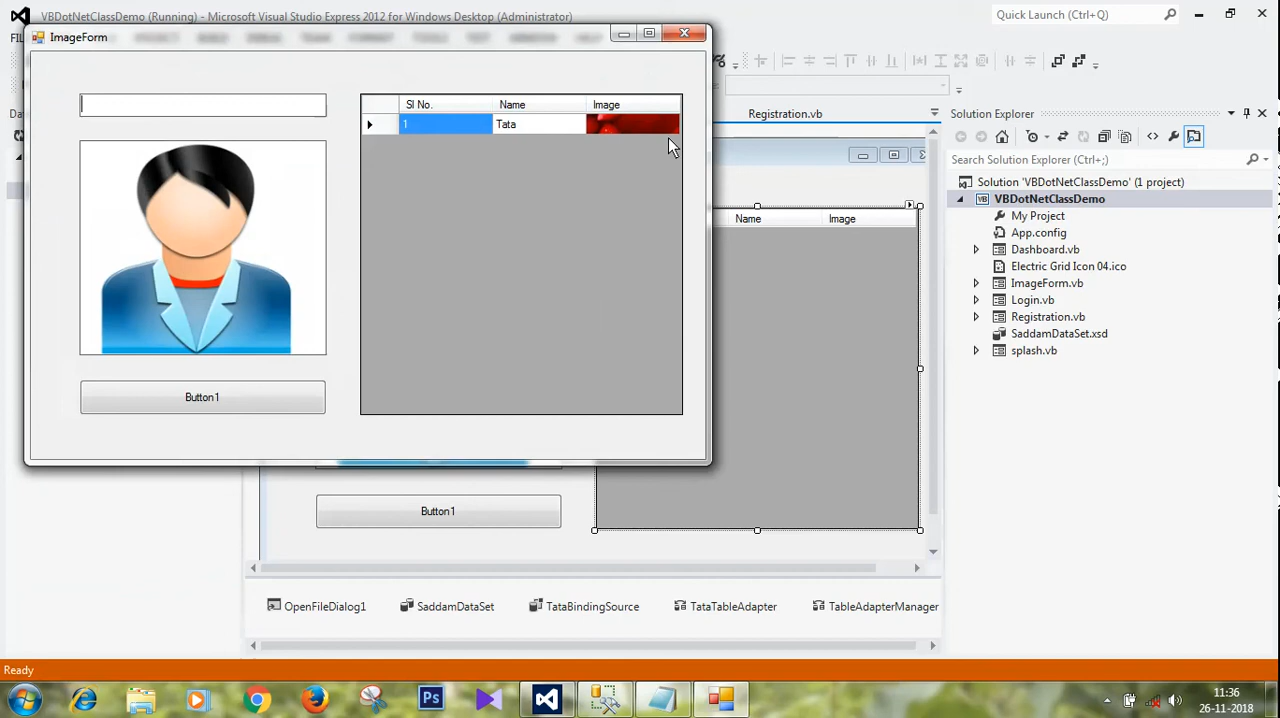 VBDotNetClassDemo (Running) - Microsoft Visual Studio Express 2012 for Windows Desktop (Administrator)
Quick Launch (Ctrl+Q)
ImageForm
Sl No. Name Image
1 Tata
Button1
Registration.vb
Name Image
Button1
Solution Explorer
Search Solution Explorer (Ctrl+;)
Solution 'VBDotNetClassDemo' (1 project)
VBDotNetClassDemo
My Project
App.config
Dashboard.vb
Electric Grid Icon 04.ico
ImageForm.vb
Login.vb
Registration.vb
SaddamDataSet.xsd
splash.vb
OpenFileDialog1 SaddamDataSet TataBindingSource TataTableAdapter TableAdapterManager
Ready
Ps
11:36
26-11-2018